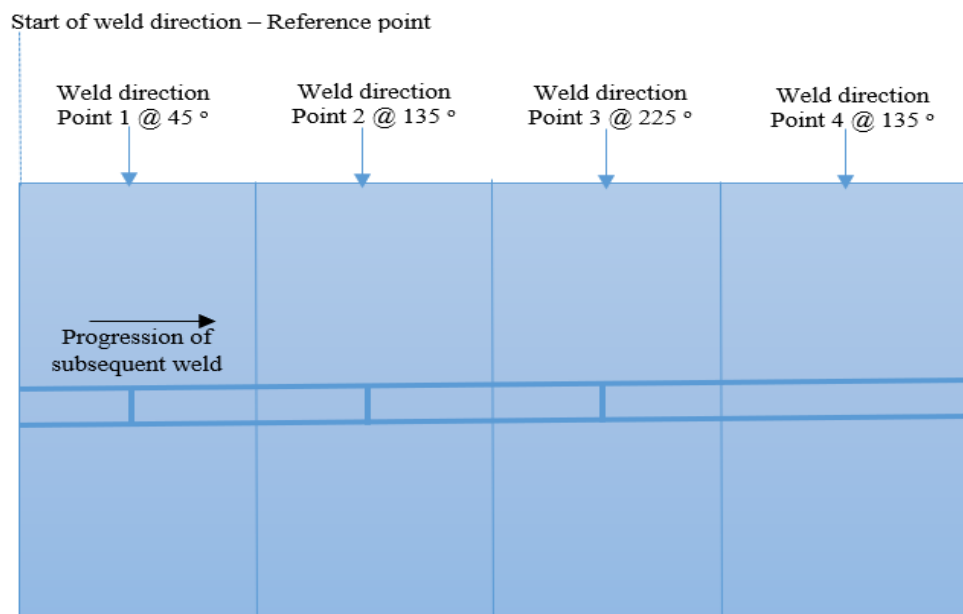 Start of weld direction – Reference point
Weld direction
Point 1 @ 45 °
Weld direction
Point 2 @ 135 °
Weld direction
Point 3 @ 225 °
Weld direction
Point 4 @ 135 °
Progression of
subsequent weld